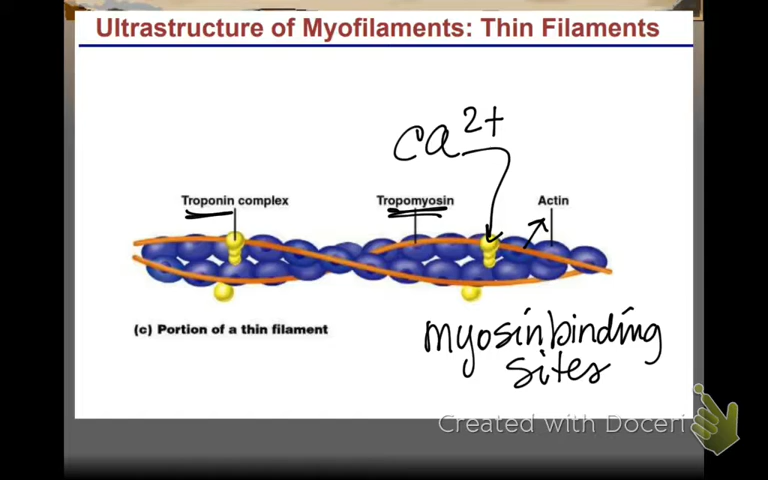 Ultrastructure of Myofilaments: Thin Filaments
Ca2+
Troponin complex
Tropomyosin
Actin
(c) Portion of a thin filament
myosin binding
sites
Created with Doceri